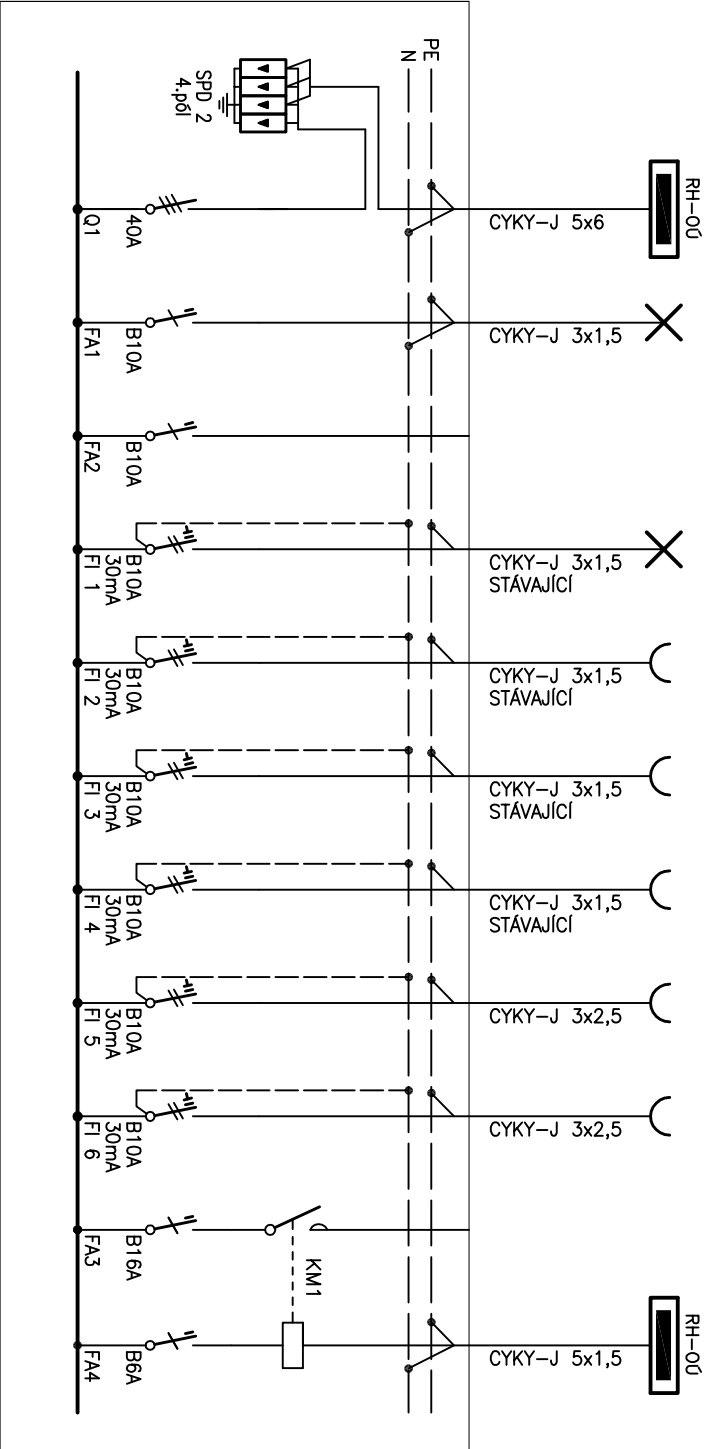 PE
N
SPD 2
4.pól
RH-OÚ
CYKY-J 5x6
40A
Q1
CYKY-J 3x1,5
B10A
FA1
B10A
FA2
CYKY-J 3x1,5
STÁVAJÍCÍ
B10A
30mA
FI 1
CYKY-J 3x1,5
STÁVAJÍCÍ
B10A
30mA
FI 2
CYKY-J 3x1,5
STÁVAJÍCÍ
B10A
30mA
FI 3
CYKY-J 3x1,5
STÁVAJÍCÍ
B10A
30mA
FI 4
CYKY-J 3x2,5
B10A
30mA
FI 5
CYKY-J 3x2,5
B10A
30mA
FI 6
KM1
B16A
FA3
RH-OÚ
CYKY-J 5x1,5
B6A
FA4